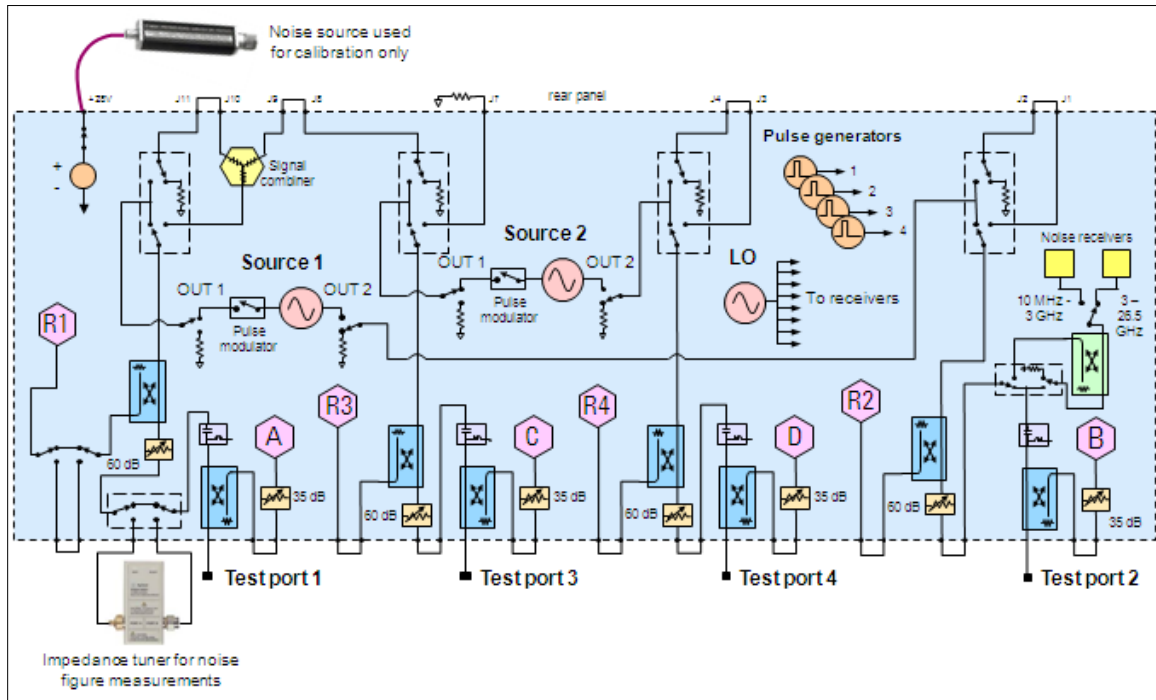 Noise source used
for calibration only
+28V
J11
J10
J9
J8
J7
rear panel
J4
J3
J2
J1
+
-
Signal
combiner
Pulse generators
1
2
3
4
Source 1
OUT 1
OUT 2
Pulse
modulator
Source 2
OUT 1
OUT 2
Pulse
modulator
LO
To receivers
Noise receivers
10 MHz -
3 GHz
3 –
26.5
GHz
R1
A
R3
C
R4
D
R2
B
60 dB
35 dB
60 dB
35 dB
60 dB
35 dB
60 dB
35 dB
Test port 1
Test port 3
Test port 4
Test port 2
Impedance tuner for noise
figure measurements